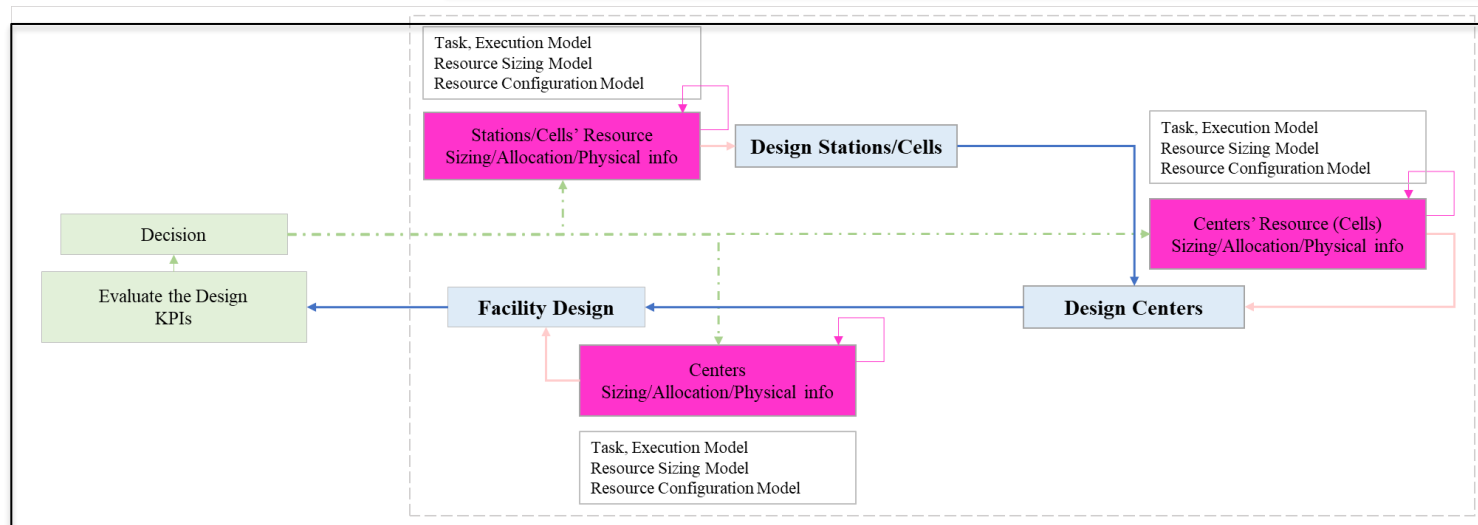 Task, Execution Model
Resource Sizing Model
Resource Configuration Model
Stations/Cells' Resource
Sizing/Allocation/Physical info
Design Stations/Cells
Task, Execution Model
Resource Sizing Model
Resource Configuration Model
Centers' Resource (Cells)
Sizing/Allocation/Physical info
Decision
Evaluate the Design
KPIs
Facility Design
Design Centers
Centers
Sizing/Allocation/Physical info
Task, Execution Model
Resource Sizing Model
Resource Configuration Model